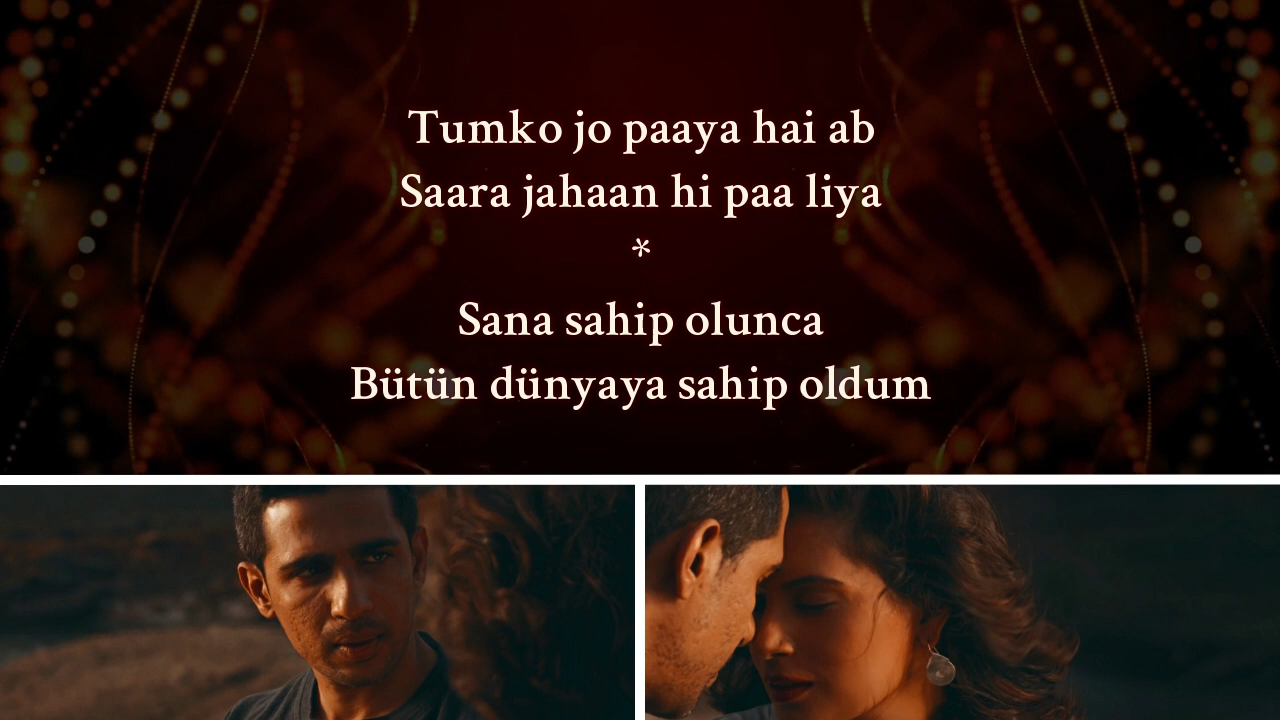 Tumko jo paaya hai ab
Saara jahaan hi paa liya
*
Sana sahip olunca
Bütün dünyaya sahip oldum